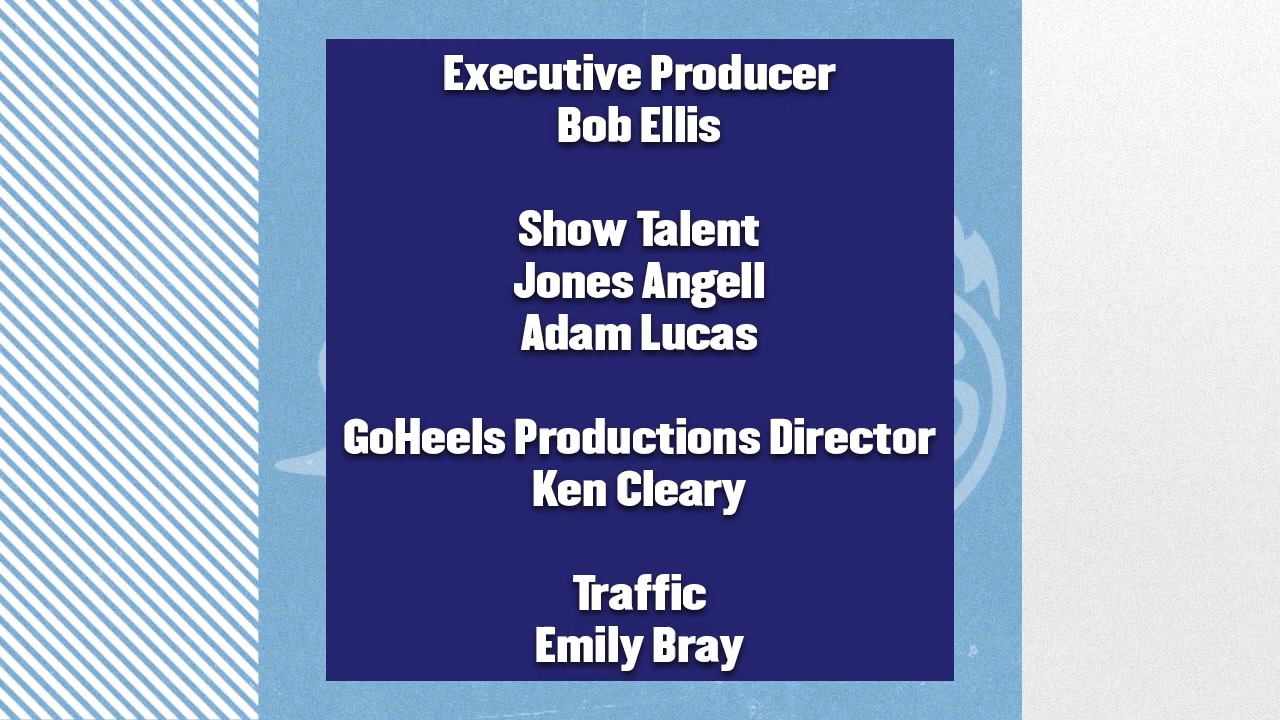 Executive Producer
Bob Ellis
Show Talent
Jones Angell
Adam Lucas
GoHeels Productions Director
Ken Cleary
Traffic
Emily Bray